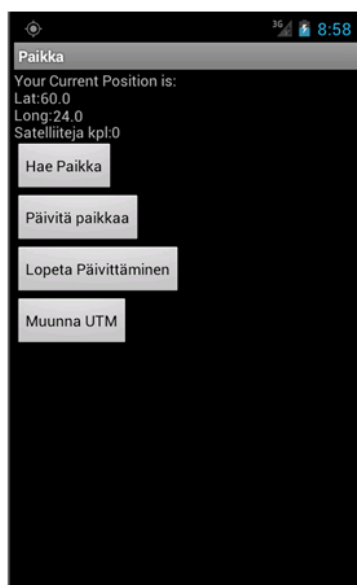 3G 8:58
Paikka
Your Current Position is:
Lat:60.0
Long:24.0
Satelliiteja kpl:0
Hae Paikka
Päivitä paikkaa
Lopeta Päivittäminen
Muunna UTM